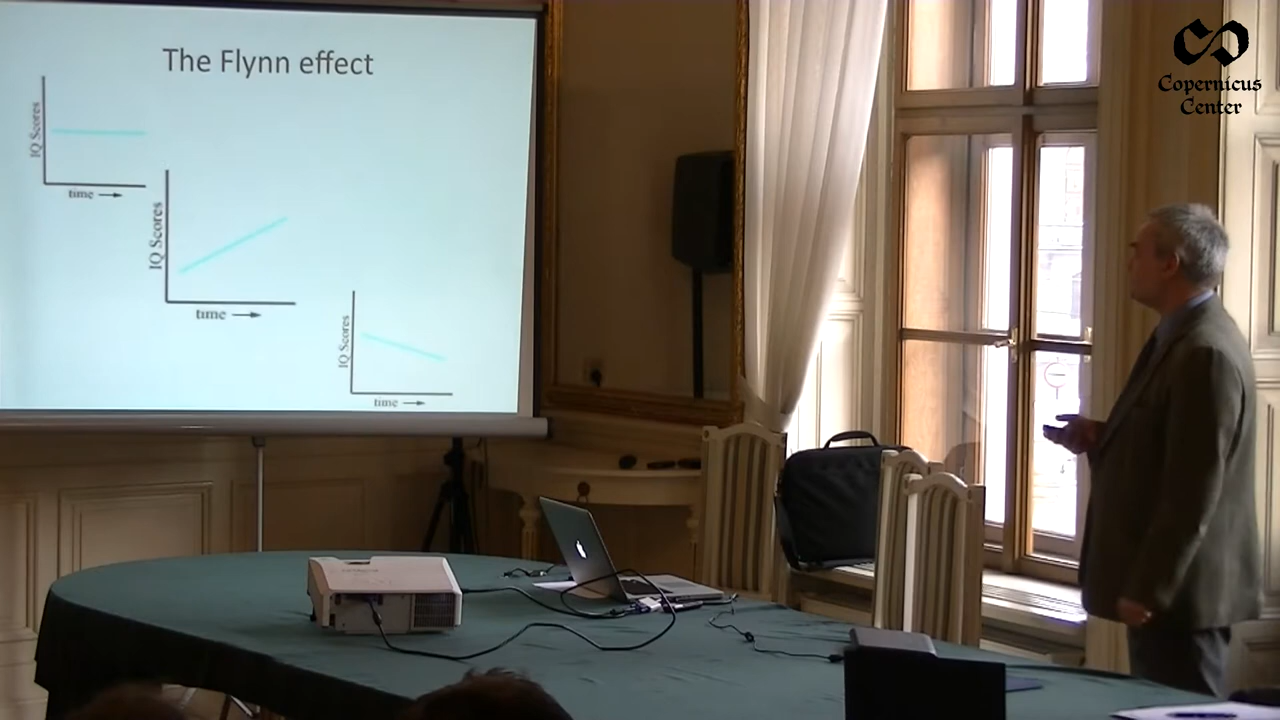 The Flynn effect
IQ Scores
time
IQ Scores
time
IQ Scores
time
Copernicus
Center